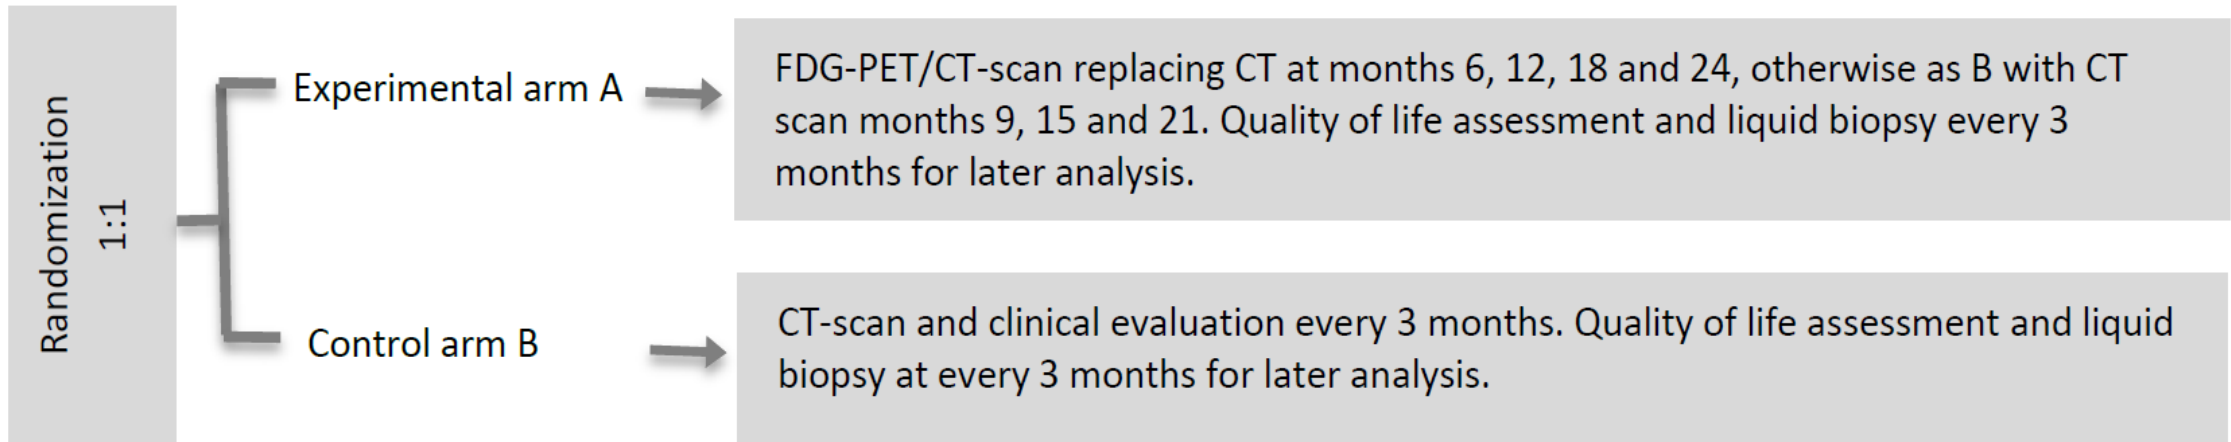 Randomization
1:1
Experimental arm A
FDG-PET/CT-scan replacing CT at months 6, 12, 18 and 24, otherwise as B with CT
scan months 9, 15 and 21. Quality of life assessment and liquid biopsy every 3
months for later analysis.
Control arm B
CT-scan and clinical evaluation every 3 months. Quality of life assessment and liquid
biopsy at every 3 months for later analysis.